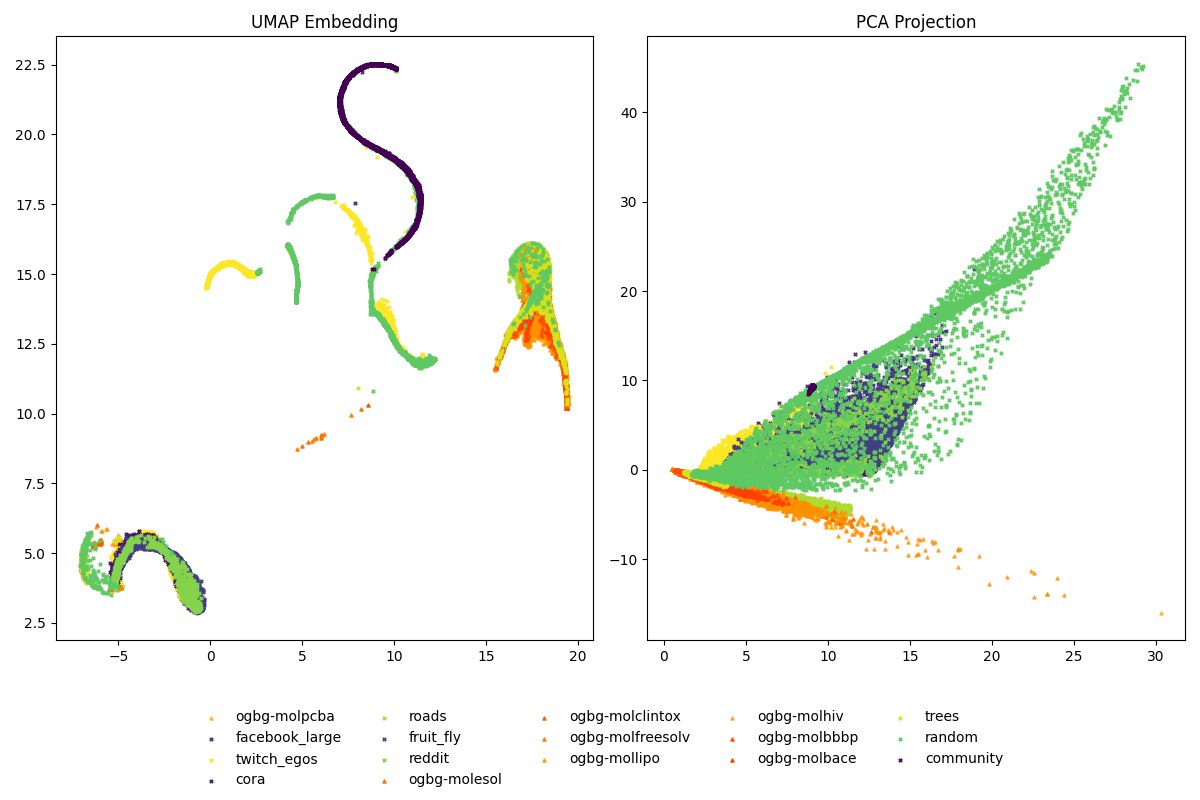 UMAP Embedding
PCA Projection
22.5
20.0
17.5
15.0
12.5
10.0
7.5
5.0
2.5
−5
0
5
10
15
20
40
30
20
10
0
−10
0
5
10
15
20
25
30
ogbg-molpcba
facebook_large
twitch_egos
cora
roads
fruit_fly
reddit
ogbg-molesol
ogbg-molclintox
ogbg-molfreesolv
ogbg-mollipo
ogbg-molhiv
ogbg-molbbbp
ogbg-molbace
trees
random
community